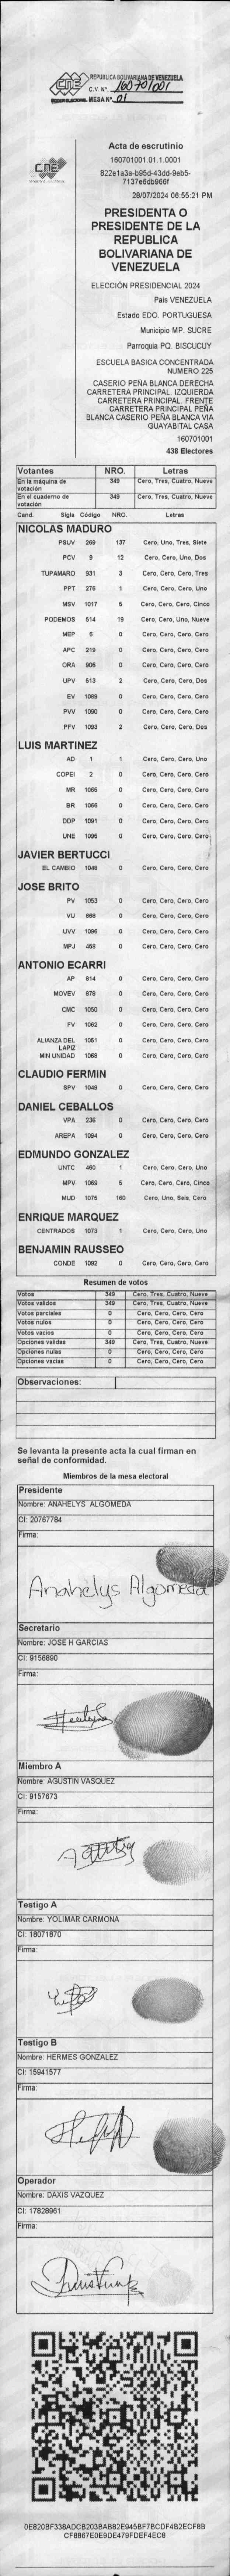 CNE
PODER ELECTORAL
REPUBLICA BOLIVARIANA DE VENEZUELA
C.V. N°. 160701001
MESA N° 01
CNE
Acta de escrutinio
160701001.01.1.0001
822e1a3a-b95d-43dd-9eb5-
7137e6db966f
28/07/2024 06:55:21 PM
PRESIDENTA O
PRESIDENTE DE LA
REPUBLICA
BOLIVARIANA DE
VENEZUELA
ELECCIÓN PRESIDENCIAL 2024
País VENEZUELA
Estado EDO. PORTUGUESA
Municipio MP. SUCRE
Parroquia PQ. BISCUCUY
ESCUELA BASICA CONCENTRADA
NUMERO 225
CASERIO PEÑA BLANCA DERECHA
CARRETERA PRINCIPAL. IZQUIERDA
CARRETERA PRINCIPAL. FRENTE
CARRETERA PRINCIPAL PEÑA
BLANCA CASERIO PEÑA BLANCA VIA
GUAYABITAL CASA
160701001
438 Electores
Votantes NRO. Letras
En la máquina de votación 349 Cero, Tres, Cuatro, Nueve
En el cuaderno de votación 349 Cero, Tres, Cuatro, Nueve
Cand. Sigla Código NRO. Letras
NICOLAS MADURO
PSUV 269 137 Cero, Uno, Tres, Siete
PCV 9 12 Cero, Cero, Uno, Dos
TUPAMARO 931 3 Cero, Cero, Cero, Tres
PPT 276 1 Cero, Cero, Cero, Uno
MSV 1017 5 Cero, Cero, Cero, Cinco
PODEMOS 514 19 Cero, Cero, Uno, Nueve
MEP 6 0 Cero, Cero, Cero, Cero
APC 219 0 Cero, Cero, Cero, Cero
ORA 906 0 Cero, Cero, Cero, Cero
UPV 513 2 Cero, Cero, Cero, Dos
EV 1089 0 Cero, Cero, Cero, Cero
PVV 1090 0 Cero, Cero, Cero, Cero
PFV 1093 2 Cero, Cero, Cero, Dos
LUIS MARTINEZ
AD 1 1 Cero, Cero, Cero, Uno
COPEI 2 0 Cero, Cero, Cero, Cero
MR 1065 0 Cero, Cero, Cero, Cero
BR 1066 0 Cero, Cero, Cero, Cero
DDP 1091 0 Cero, Cero, Cero, Cero
UNE 1095 0 Cero, Cero, Cero, Cero
JAVIER BERTUCCI
EL CAMBIO 1048 0 Cero, Cero, Cero, Cero
JOSE BRITO
PV 1053 0 Cero, Cero, Cero, Cero
VU 868 0 Cero, Cero, Cero, Cero
UVV 1096 0 Cero, Cero, Cero, Cero
MPJ 458 0 Cero, Cero, Cero, Cero
ANTONIO ECARRI
AP 814 0 Cero, Cero, Cero, Cero
MOVEV 678 0 Cero, Cero, Cero, Cero
CMC 1050 0 Cero, Cero, Cero, Cero
FV 1062 0 Cero, Cero, Cero, Cero
ALIANZA DEL LAPIZ 1051 0 Cero, Cero, Cero, Cero
MIN UNIDAD 1068 0 Cero, Cero, Cero, Cero
CLAUDIO FERMIN
SPV 1049 0 Cero, Cero, Cero, Cero
DANIEL CEBALLOS
VPA 236 0 Cero, Cero, Cero, Cero
AREPA 1094 0 Cero, Cero, Cero, Cero
EDMUNDO GONZALEZ
UNTC 460 1 Cero, Cero, Cero, Uno
MPV 1069 5 Cero, Cero, Cero, Cinco
MUD 1075 160 Cero, Uno, Seis, Cero
ENRIQUE MARQUEZ
CENTRADOS 1073 1 Cero, Cero, Cero, Uno
BENJAMIN RAUSSEO
CONDE 1092 0 Cero, Cero, Cero, Cero
Resumen de votos
Votos 349 Cero, Tres, Cuatro, Nueve
Votos validos 349 Cero, Tres, Cuatro, Nueve
Votos parciales 0 Cero, Cero, Cero, Cero
Votos nulos 0 Cero, Cero, Cero, Cero
Votos vacios 0 Cero, Cero, Cero, Cero
Opciones validas 349 Cero, Tres, Cuatro, Nueve
Opciones nulas 0 Cero, Cero, Cero, Cero
Opciones vacias 0 Cero, Cero, Cero, Cero
Observaciones:
Se levanta la presente acta la cual firman en
señal de conformidad.
Miembros de la mesa electoral
Presidente
Nombre: ANAHELYS ALGOMEDA
CI: 20767784
Firma:
Anahelys Algomeda
Secretario
Nombre: JOSE H GARCIAS
CI: 9156690
Firma:
Miembro A
Nombre: AGUSTIN VASQUEZ
CI: 9157673
Firma:
Testigo A
Nombre: YOLIMAR CARMONA
CI: 18071870
Firma:
Testigo B
Nombre: HERMES GONZALEZ
CI: 15941577
Firma:
Operador
Nombre: DAXIS VAZQUEZ
CI: 17828961
Firma:
0E820BF338ADCB203BAB82E945BF7BCDF4B2ECF8B
CF8867E0E9DE479FDEF4EC8